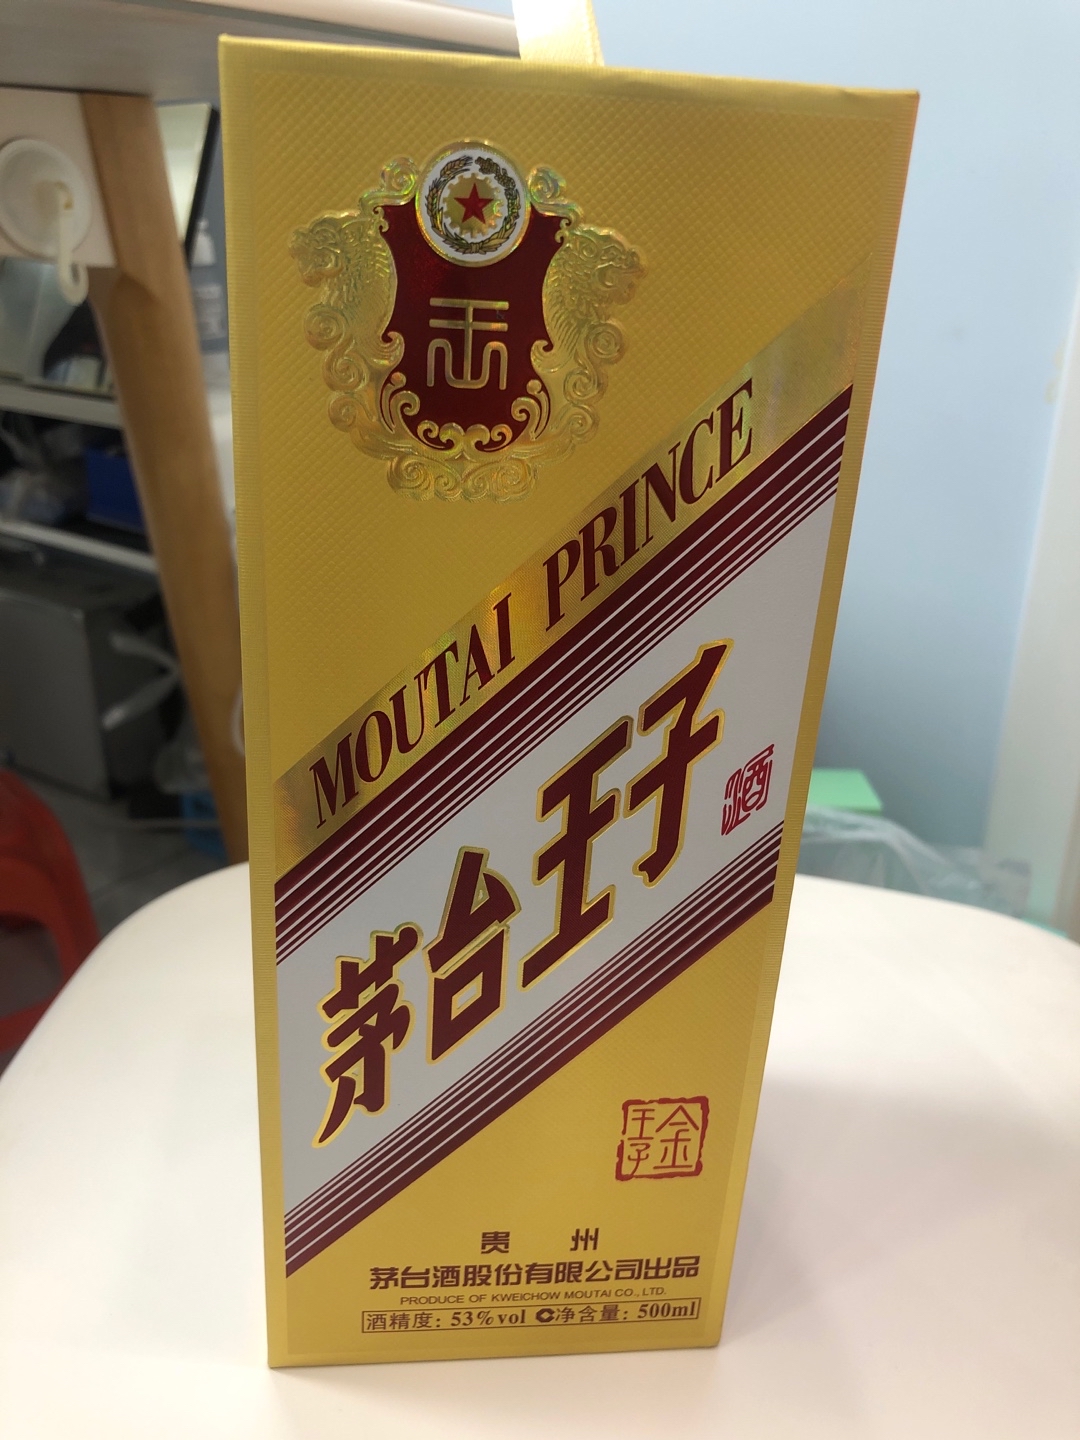 MOUTAI PRINCE
茅台王子
酒
金
王子
贵 州
茅台酒股份有限公司出品
PRODUCE OF KWEICHOW MOUTAI CO., LTD.
酒精度: 53%vol 净含量: 500ml